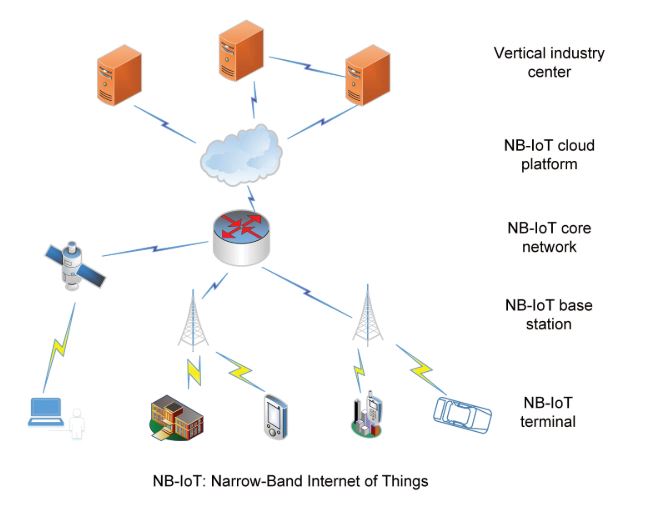 Vertical industry
center
NB-IoT cloud
platform
NB-IoT core
network
NB-IoT base
station
NB-IoT
terminal
NB-IoT: Narrow-Band Internet of Things